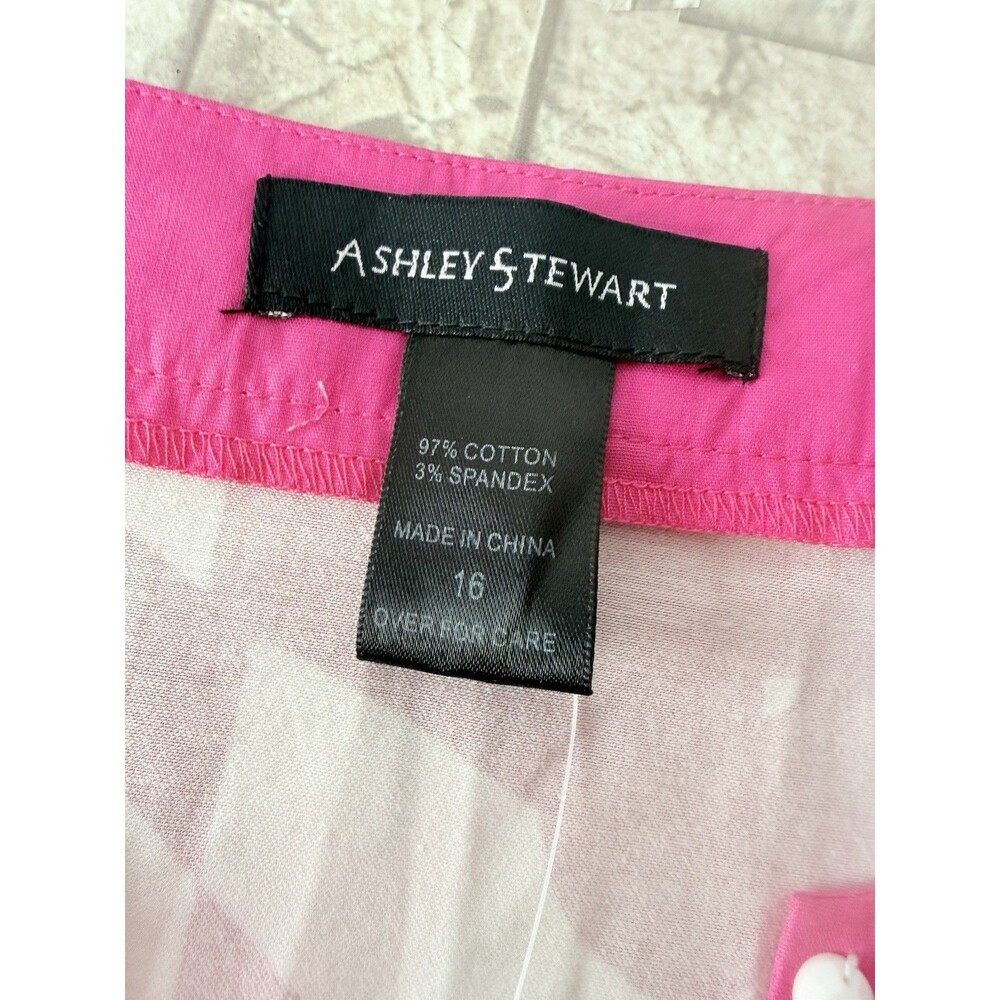 ASHLEY STEWART
97% COTTON
3% SPANDEX
MADE IN CHINA
16
OVER FOR CARE